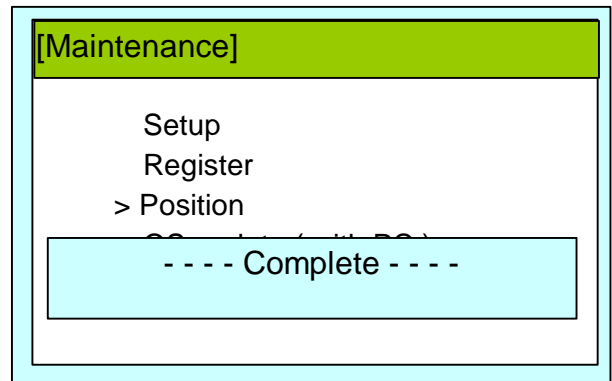 [Maintenance]
Setup
Register
> Position
- - - - Complete - - - -